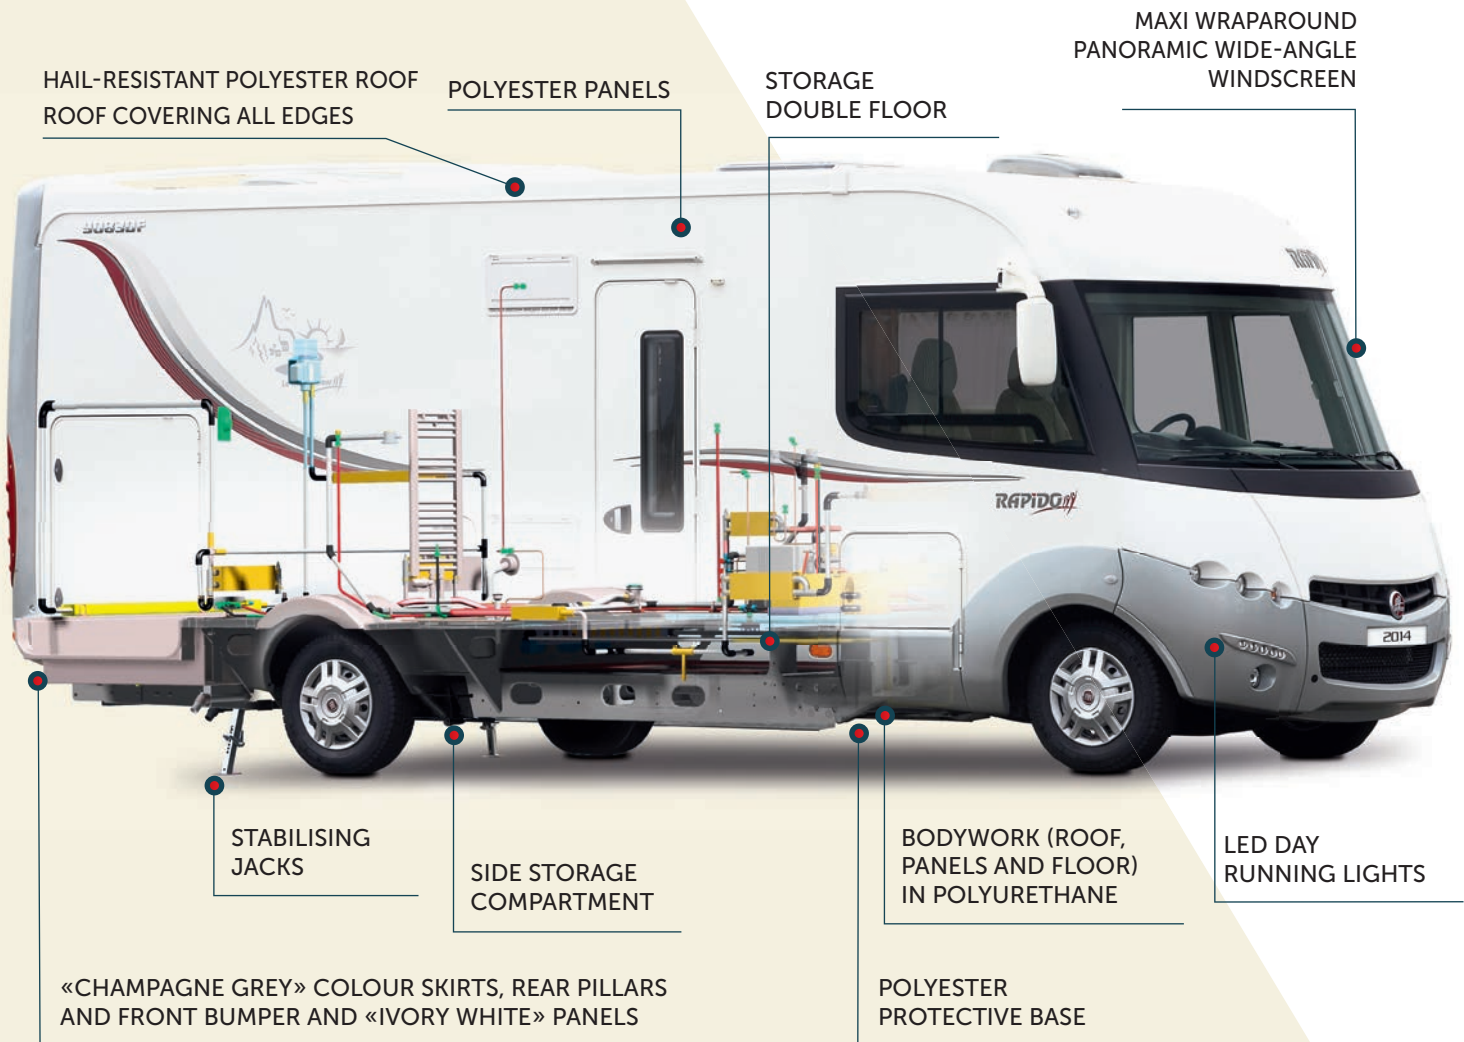 MAXI WRAPAROUND
PANORAMIC WIDE-ANGLE
WINDSCREEN
HAIL-RESISTANT POLYESTER ROOF
ROOF COVERING ALL EDGES
POLYESTER PANELS
STORAGE
DOUBLE FLOOR
9083DF
RAPIDO
RAPIDO
2014
STABILISING
JACKS
SIDE STORAGE
COMPARTMENT
BODYWORK (ROOF,
PANELS AND FLOOR)
IN POLYURETHANE
LED DAY
RUNNING LIGHTS
«CHAMPAGNE GREY» COLOUR SKIRTS, REAR PILLARS
AND FRONT BUMPER AND «IVORY WHITE» PANELS
POLYESTER
PROTECTIVE BASE